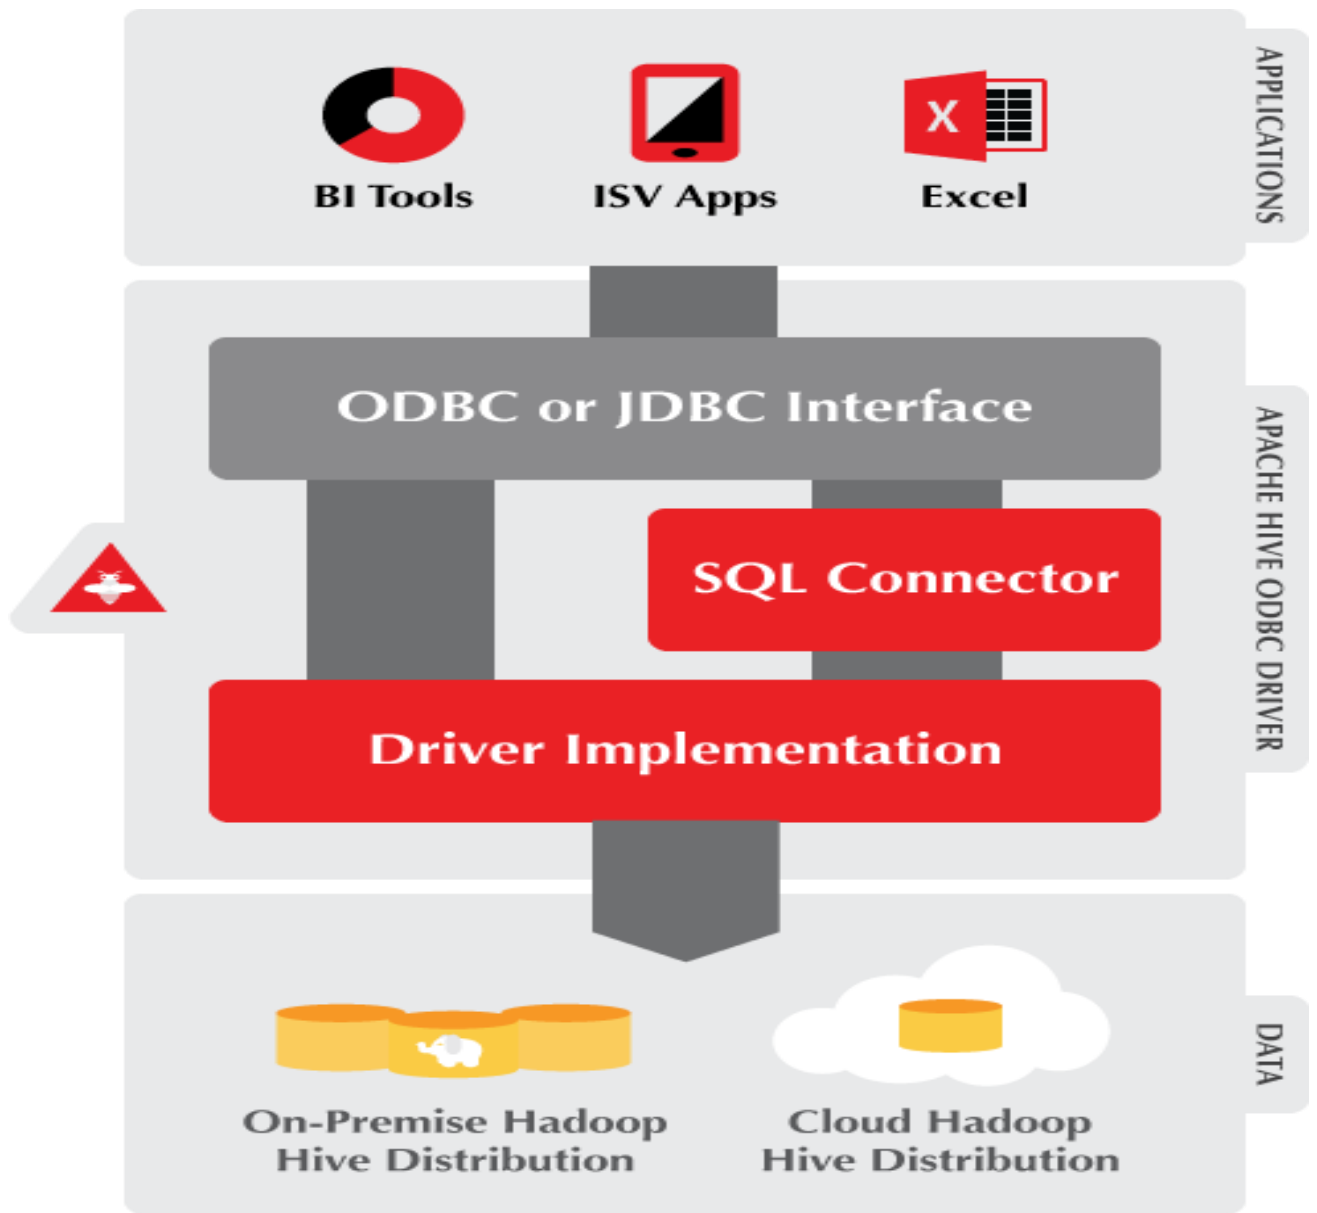 BI Tools
ISV Apps
Excel
APPLICATIONS
X
ODBC or JDBC Interface
SQL Connector
Driver Implementation
APACHE HIVE ODBC DRIVER
On-Premise Hadoop
Hive Distribution
Cloud Hadoop
Hive Distribution
DATA